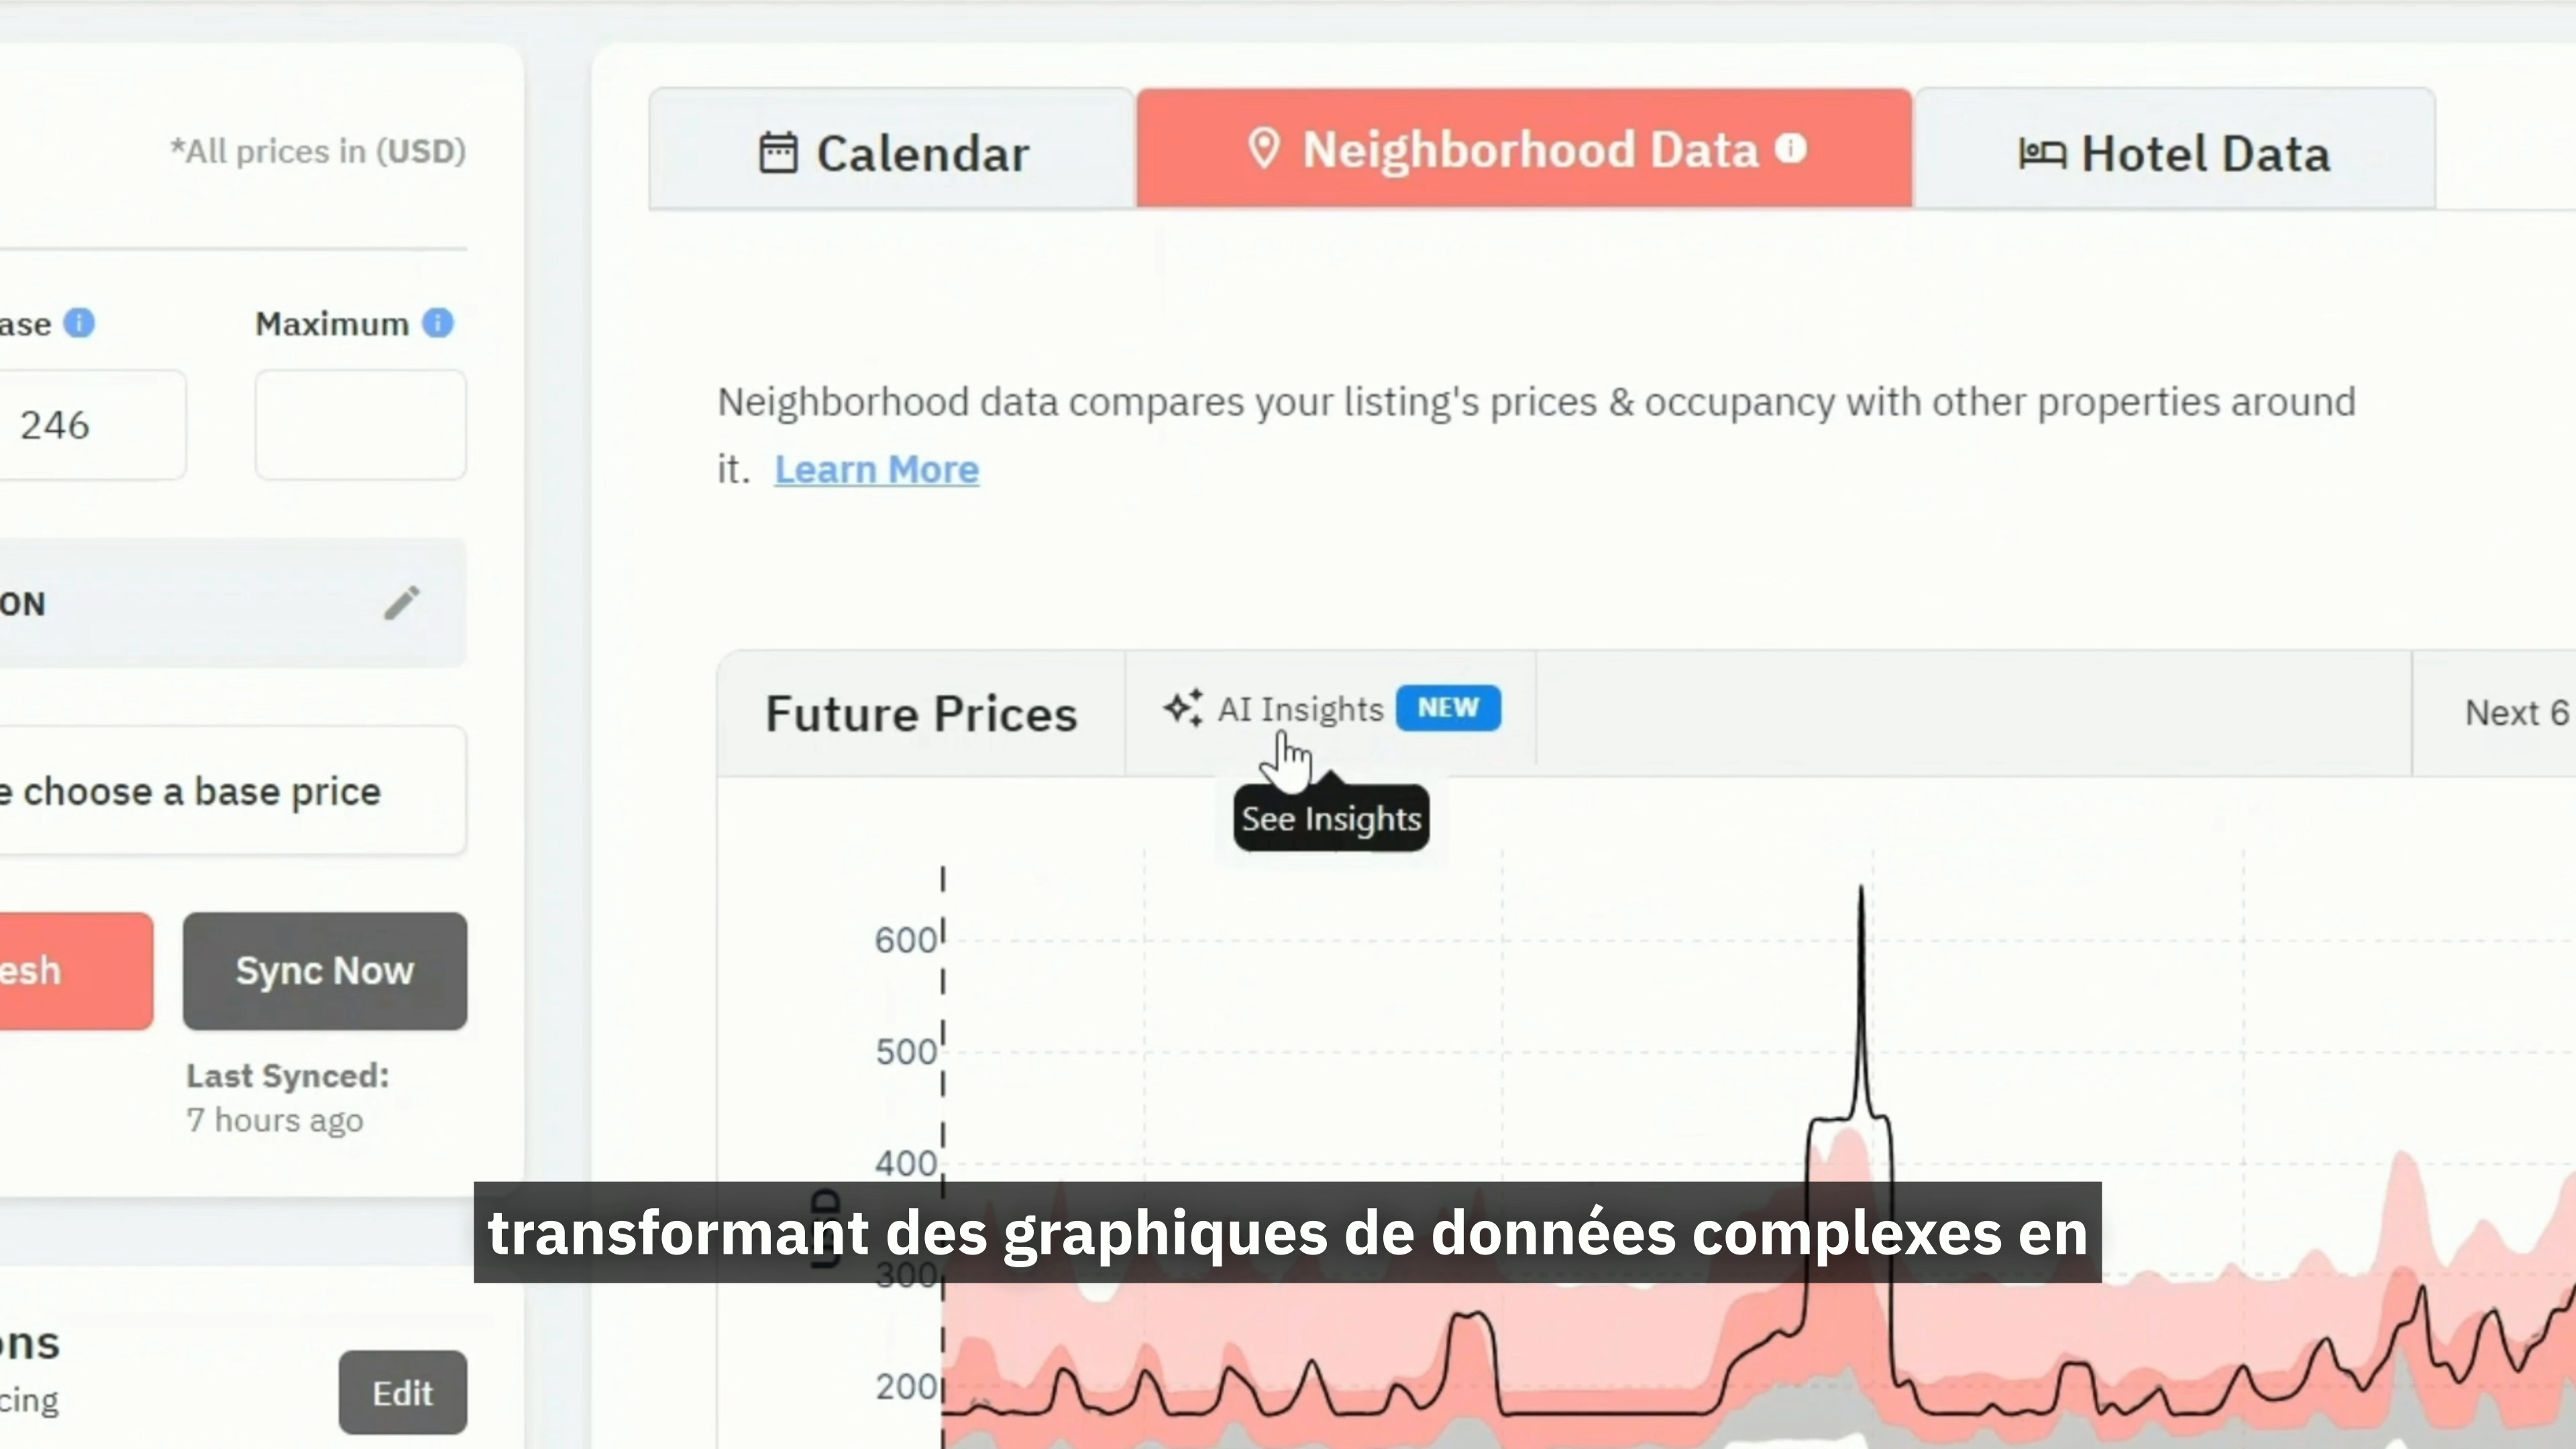 *All prices in (USD)
ase
Maximum
246
ON
e choose a base price
esh
Sync Now
Last Synced:
7 hours ago
ons
cing
Edit
Calendar
Neighborhood Data
Hotel Data
Neighborhood data compares your listing's prices & occupancy with other properties around
it. Learn More
Future Prices
AI Insights NEW
Next 6
See Insights
600
500
400
300
200
USD
transformant des graphiques de données complexes en